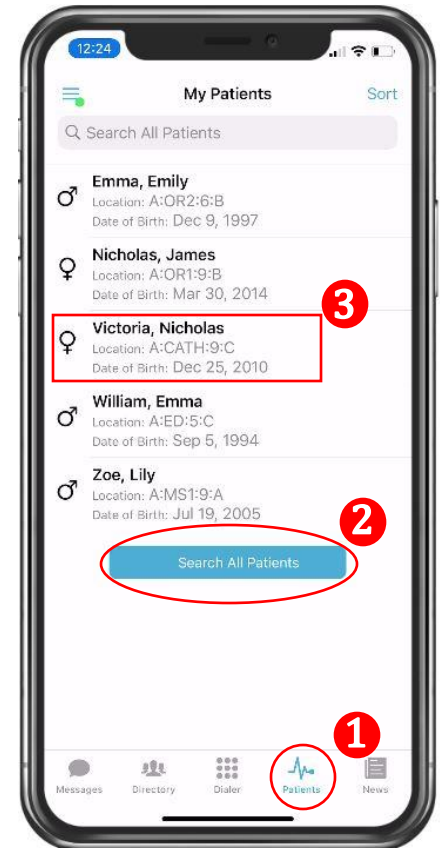 12:24
My Patients
Sort
Search All Patients
Emma, Emily
Location: A:OR2:6:B
Date of Birth: Dec 9, 1997
Nicholas, James
Location: A:OR1:9:B
Date of Birth: Mar 30, 2014
3
Victoria, Nicholas
Location: A:CATH:9:C
Date of Birth: Dec 25, 2010
William, Emma
Location: A:ED:5:C
Date of Birth: Sep 5, 1994
Zoe, Lily
Location: A:MS1:9:A
Date of Birth: Jul 19, 2005
2
Search All Patients
1
Messages Directory Dialer Patients News